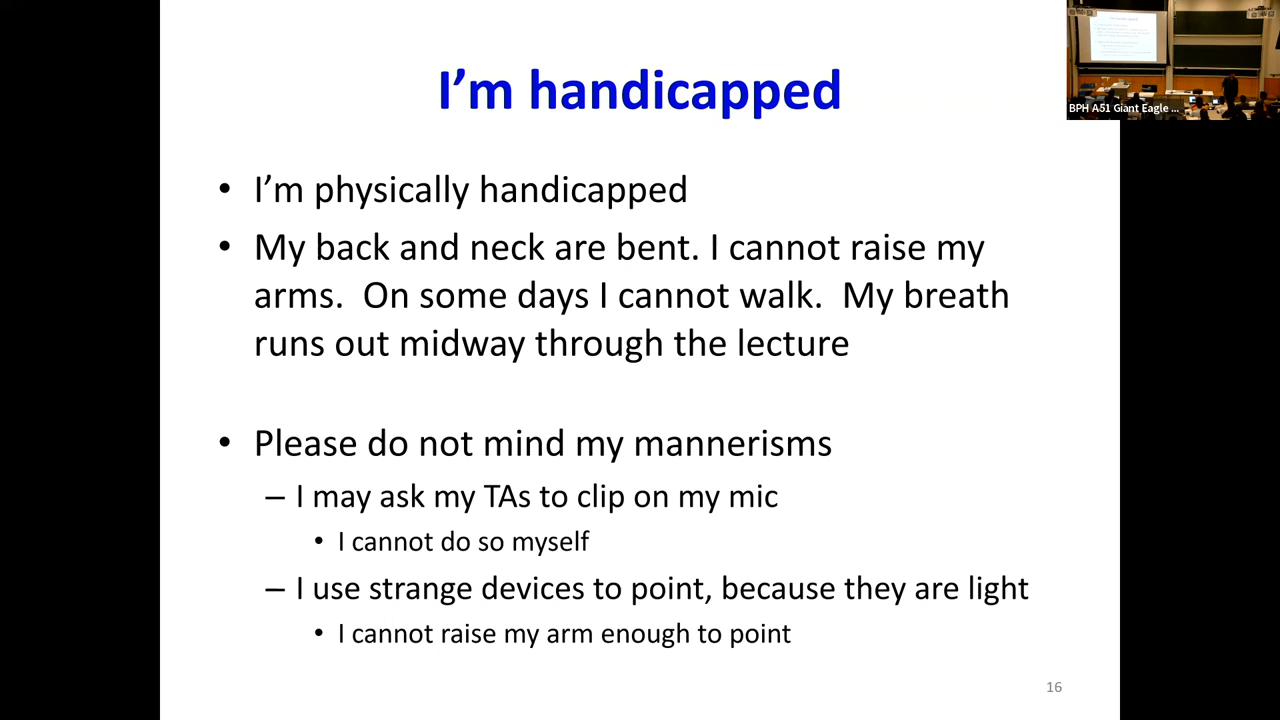 I'm handicapped
BPH A51 Giant Eagle ...
• I'm physically handicapped
• My back and neck are bent. I cannot raise my
arms.  On some days I cannot walk.  My breath
runs out midway through the lecture
• Please do not mind my mannerisms
– I may ask my TAs to clip on my mic
• I cannot do so myself
– I use strange devices to point, because they are light
• I cannot raise my arm enough to point
16